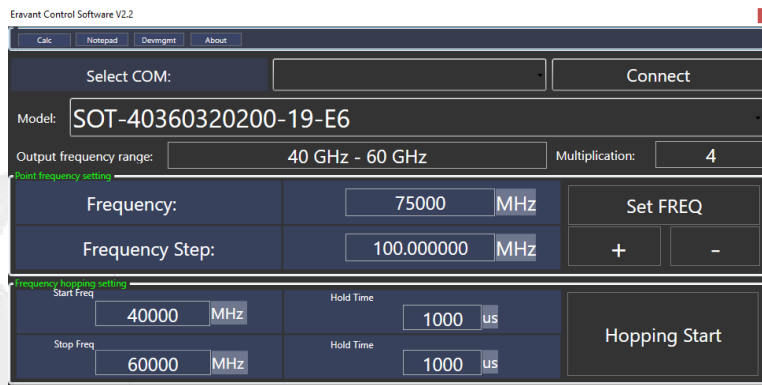 Eravant Control Software V2.2
Calc Notepad Devmgmt About
Select COM: Connect
Model: SOT-40360320200-19-E6
Output frequency range: 40 GHz - 60 GHz Multiplication: 4
Point frequency setting
Frequency: 75000 MHz Set FREQ
Frequency Step: 100.000000 MHz + -
Frequency hopping setting
Start Freq Hold Time
40000 MHz 1000 us
Hopping Start
Stop Freq Hold Time
60000 MHz 1000 us